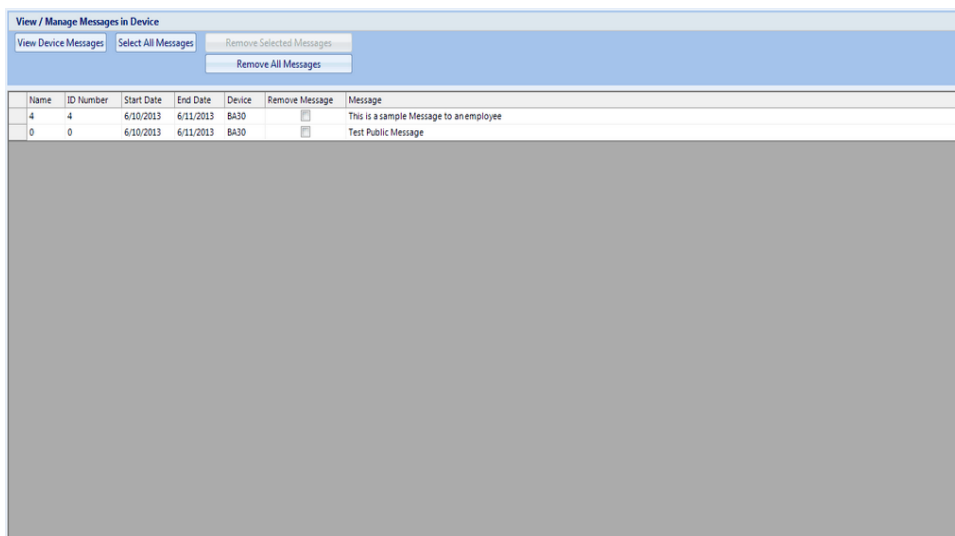 View / Manage Messages in Device
View Device Messages Select All Messages Remove Selected Messages
Remove All Messages
Name ID Number Start Date End Date Device Remove Message Message
4 4 6/10/2013 6/11/2013 BA30 This is a sample Message to an employee
0 0 6/10/2013 6/11/2013 BA30 Test Public Message